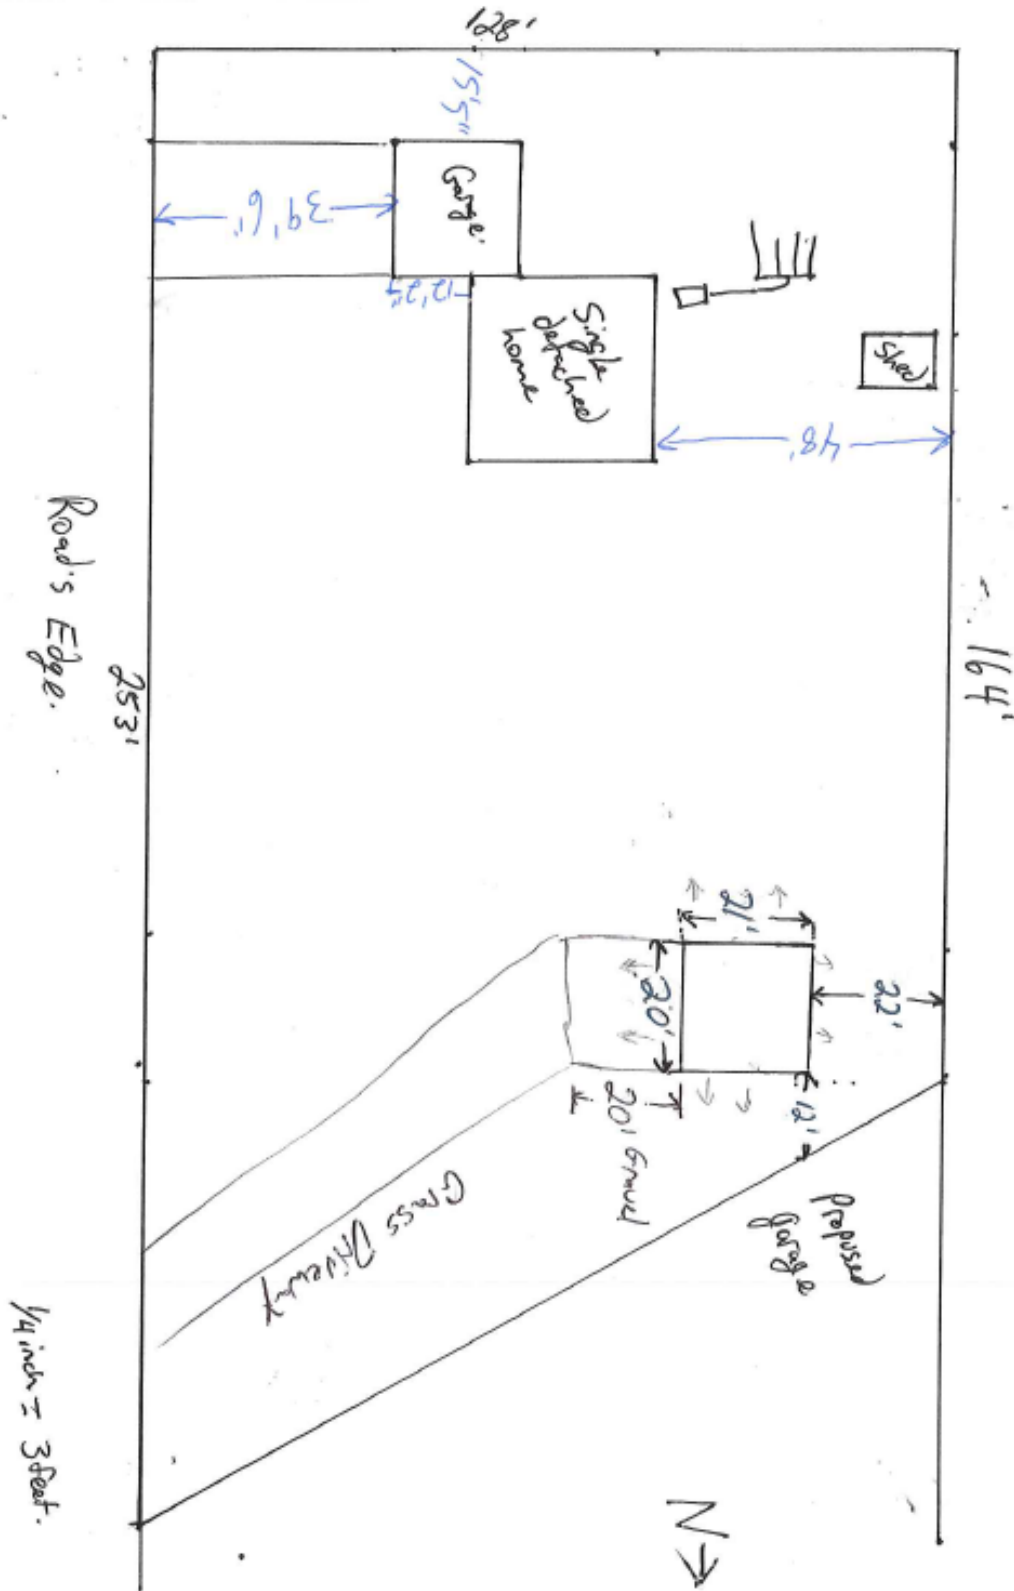 128'
15'5"
Garage.
39'6"
12'2"
Single
detached
home
Shed
48'
164'
Road's Edge.
253'
21'
22'
20'
12'
20' Gravel
Proposed
garage
Grass Driveway
1/4 inch = 3 feet.
N